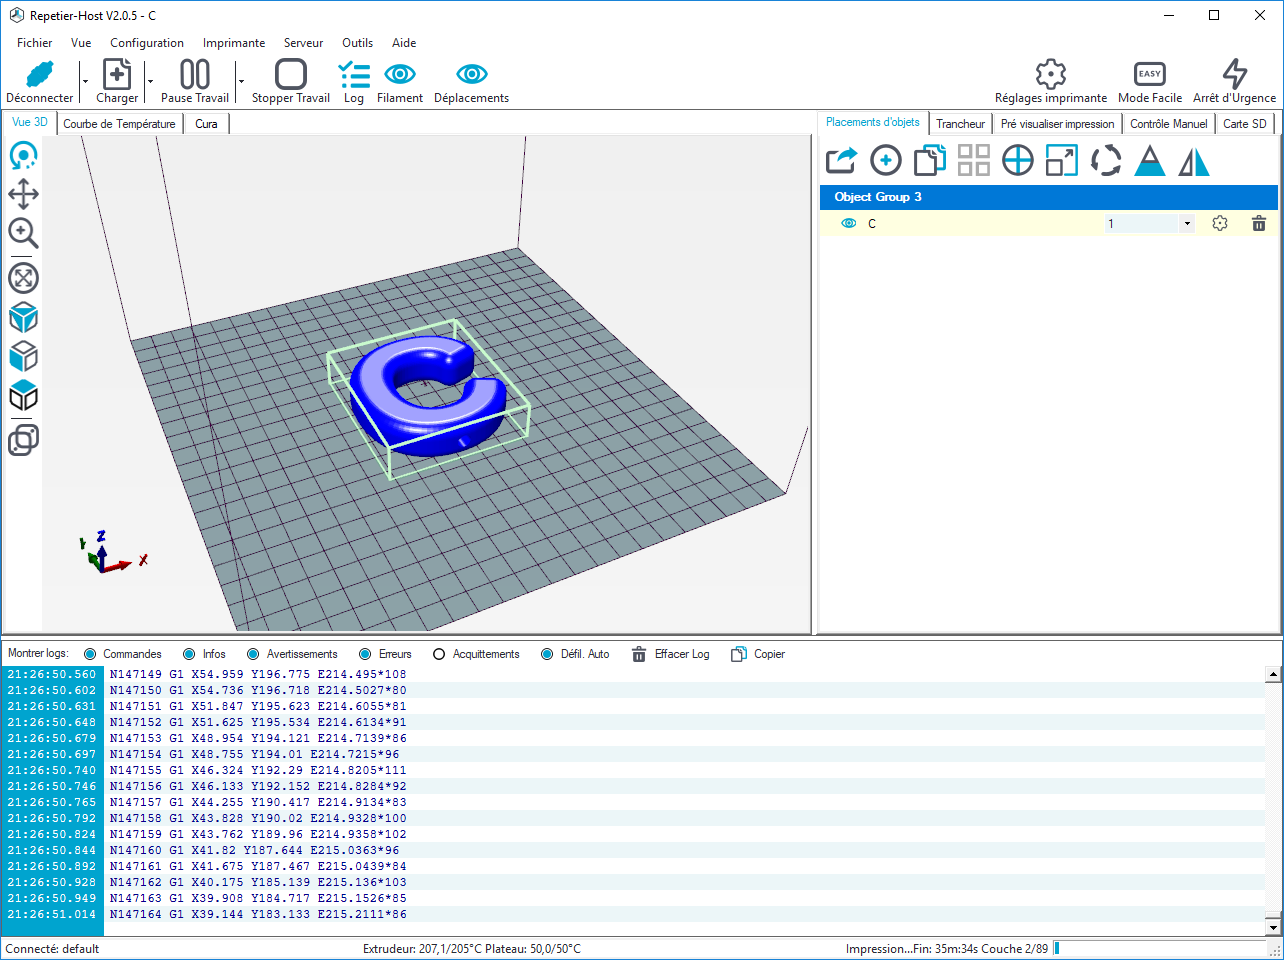 Repetier-Host V2.0.5 - C
Fichier Vue Configuration Imprimante Serveur Outils Aide
Déconnecter Charger Pause Travail Stopper Travail Log Filament Déplacements Réglages imprimante EASY Mode Facile Arrêt d'Urgence
Vue 3D Courbe de Température Cura
Placements d'objets Trancheur Pré visualiser impression Contrôle Manuel Carte SD
Object Group 3
C 1
Y Z X
Montrer logs: Commandes Infos Avertissements Erreurs Acquittements Défil. Auto Effacer Log Copier
21:26:50.560 N147149 G1 X54.959 Y196.775 E214.495*108
21:26:50.602 N147150 G1 X54.736 Y196.718 E214.5027*80
21:26:50.631 N147151 G1 X51.847 Y195.623 E214.6055*81
21:26:50.648 N147152 G1 X51.625 Y195.534 E214.6134*91
21:26:50.679 N147153 G1 X48.954 Y194.121 E214.7139*86
21:26:50.697 N147154 G1 X48.755 Y194.01 E214.7215*96
21:26:50.740 N147155 G1 X46.324 Y192.29 E214.8205*111
21:26:50.746 N147156 G1 X46.133 Y192.152 E214.8284*92
21:26:50.765 N147157 G1 X44.255 Y190.417 E214.9134*83
21:26:50.792 N147158 G1 X43.828 Y190.02 E214.9328*100
21:26:50.824 N147159 G1 X43.762 Y189.96 E214.9358*102
21:26:50.844 N147160 G1 X41.82 Y187.644 E215.0363*96
21:26:50.892 N147161 G1 X41.675 Y187.467 E215.0439*84
21:26:50.928 N147162 G1 X40.175 Y185.139 E215.136*103
21:26:50.949 N147163 G1 X39.908 Y184.717 E215.1526*85
21:26:51.014 N147164 G1 X39.144 Y183.133 E215.2111*86
Connecté: default Extrudeur: 207,1/205°C Plateau: 50,0/50°C Impression...Fin: 35m:34s Couche 2/89